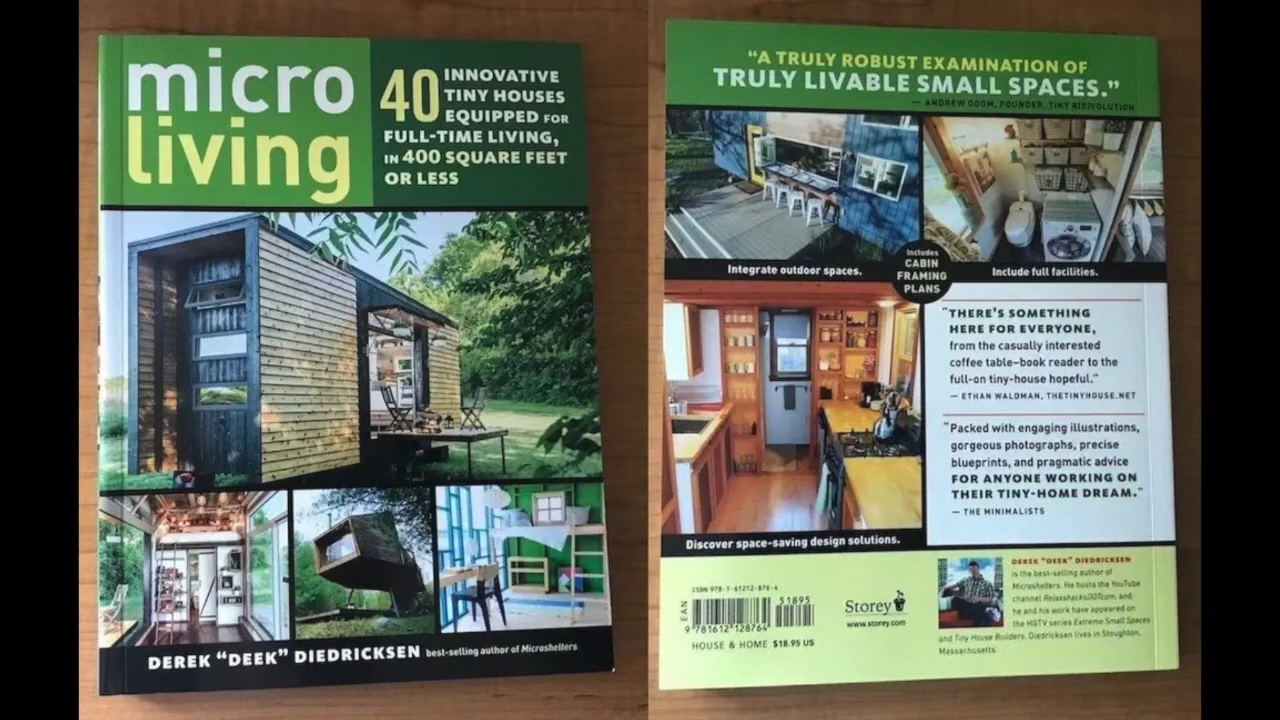 micro
living
40 INNOVATIVE
TINY HOUSES
EQUIPPED FOR
FULL-TIME LIVING,
IN 400 SQUARE FEET
OR LESS
DEREK “DEEK” DIEDRICKSEN best-selling author of Microshelters
“A TRULY ROBUST EXAMINATION OF
TRULY LIVABLE SMALL SPACES.”
— ANDREW ODOM, FOUNDER, TINY R(E)VOLUTION
Integrate outdoor spaces.
Includes
CABIN
FRAMING
PLANS
Include full facilities.
“THERE’S SOMETHING
HERE FOR EVERYONE,
from the casually interested
coffee table–book reader to the
full-on tiny-house hopeful.”
— ETHAN WALDMAN, THETINYHOUSE.NET
“Packed with engaging illustrations,
gorgeous photographs, precise
blueprints, and pragmatic advice
FOR ANYONE WORKING ON
THEIR TINY-HOME DREAM.”
— THE MINIMALISTS
Discover space-saving design solutions.
ISBN 978-1-61212-876-4
51895
EAN
9 781612 128764
HOUSE & HOME $18.95 US
Storey
www.storey.com
DEREK “DEEK” DIEDRICKSEN
is the best-selling author of
Microshelters. He hosts the YouTube
channel RelaxshacksDOTcom, and
he and his work have appeared on
the HGTV series Extreme Small Spaces
and Tiny House Builders. Diedricksen lives in Stoughton,
Massachusetts.